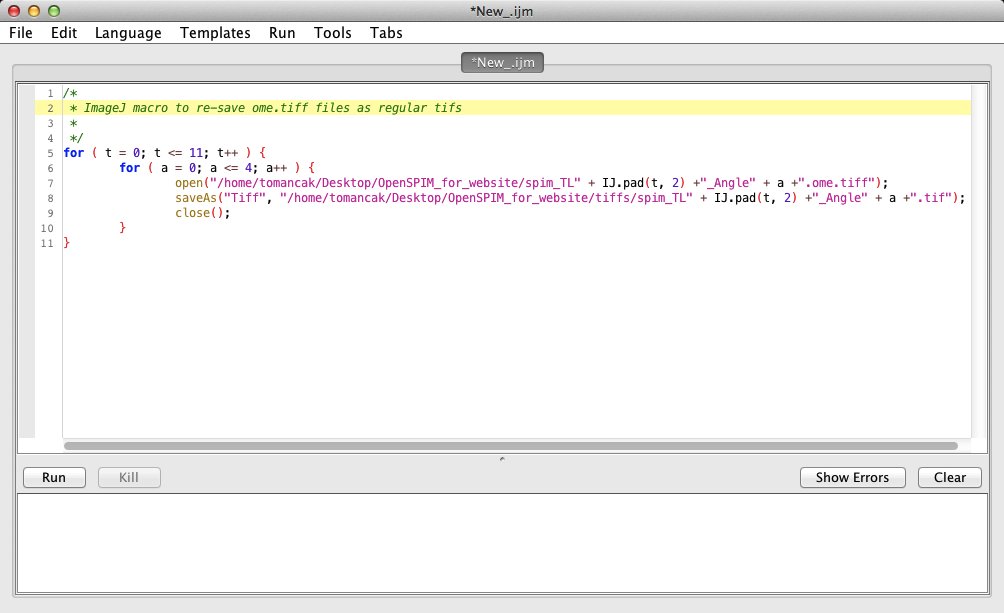 *New_.ijm
File Edit Language Templates Run Tools Tabs
*New_.ijm
1 /*
2 * ImageJ macro to re-save ome.tiff files as regular tifs
3 *
4 */
5 for ( t = 0; t <= 11; t++ ) {
6 for ( a = 0; a <= 4; a++ ) {
7 open("/home/tomancak/Desktop/OpenSPIM_for_website/spim_TL" + IJ.pad(t, 2) +"_Angle" + a +".ome.tiff");
8 saveAs("Tiff", "/home/tomancak/Desktop/OpenSPIM_for_website/tiffs/spim_TL" + IJ.pad(t, 2) +"_Angle" + a +".tif");
9 close();
10 }
11 }
Run Kill Show Errors Clear